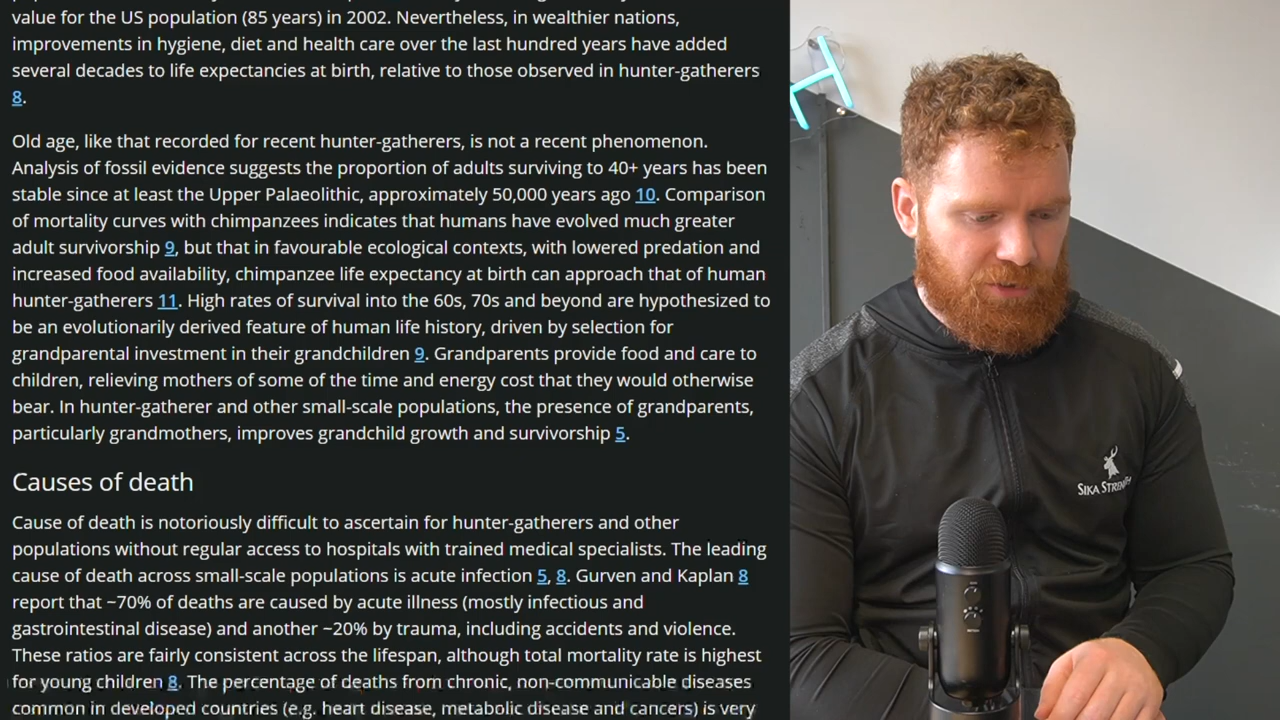 value for the US population (85 years) in 2002. Nevertheless, in wealthier nations,
improvements in hygiene, diet and health care over the last hundred years have added
several decades to life expectancies at birth, relative to those observed in hunter-gatherers
8.
Old age, like that recorded for recent hunter-gatherers, is not a recent phenomenon.
Analysis of fossil evidence suggests the proportion of adults surviving to 40+ years has been
stable since at least the Upper Palaeolithic, approximately 50,000 years ago 10. Comparison
of mortality curves with chimpanzees indicates that humans have evolved much greater
adult survivorship 9, but that in favourable ecological contexts, with lowered predation and
increased food availability, chimpanzee life expectancy at birth can approach that of human
hunter-gatherers 11. High rates of survival into the 60s, 70s and beyond are hypothesized to
be an evolutionarily derived feature of human life history, driven by selection for
grandparental investment in their grandchildren 9. Grandparents provide food and care to
children, relieving mothers of some of the time and energy cost that they would otherwise
bear. In hunter-gatherer and other small-scale populations, the presence of grandparents,
particularly grandmothers, improves grandchild growth and survivorship 5.
Causes of death
Cause of death is notoriously difficult to ascertain for hunter-gatherers and other
populations without regular access to hospitals with trained medical specialists. The leading
cause of death across small-scale populations is acute infection 5, 8. Gurven and Kaplan 8
report that ~70% of deaths are caused by acute illness (mostly infectious and
gastrointestinal disease) and another ~20% by trauma, including accidents and violence.
These ratios are fairly consistent across the lifespan, although total mortality rate is highest
for young children 8. The percentage of deaths from chronic, non-communicable diseases
common in developed countries (e.g. heart disease, metabolic disease and cancers) is very
SIKA STRENGTH